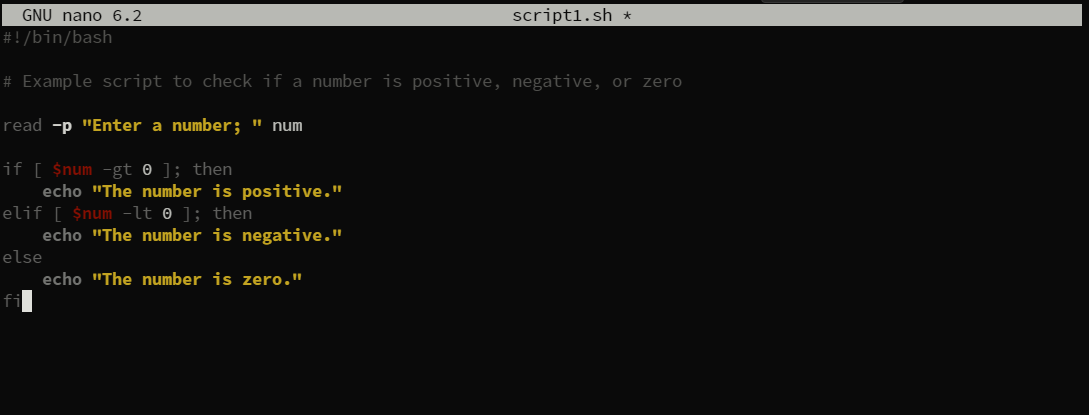 GNU nano 6.2 script1.sh *
#!/bin/bash
# Example script to check if a number is positive, negative, or zero
read -p "Enter a number; " num
if [ $num -gt 0 ]; then
    echo "The number is positive."
elif [ $num -lt 0 ]; then
    echo "The number is negative."
else
    echo "The number is zero."
fi